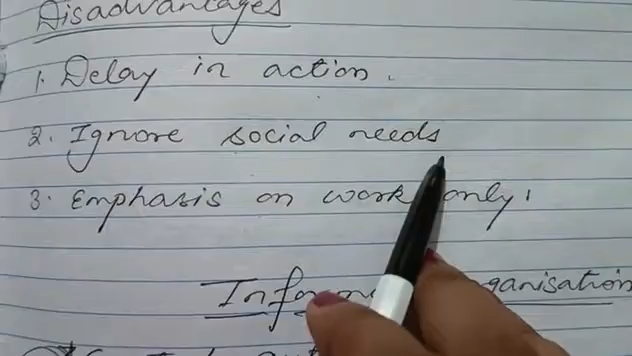 Disadvantages
1. Delay in action.
2. Ignore social needs
3. Emphasis on work only.